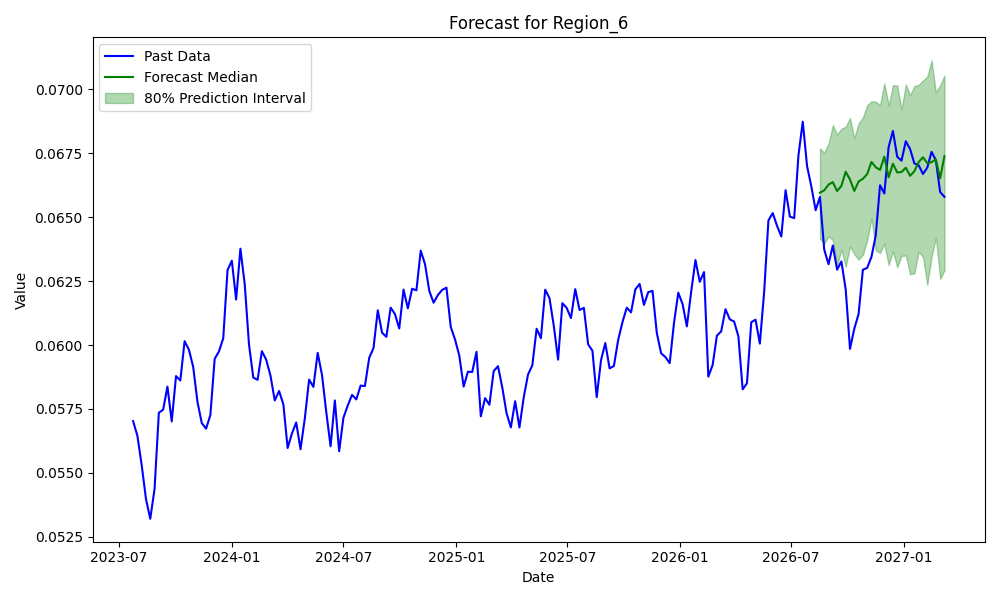 Forecast for Region_6
Past Data
Forecast Median
80% Prediction Interval
0.0700
0.0675
0.0650
0.0625
0.0600
0.0575
0.0550
0.0525
Value
2023-07
2024-01
2024-07
2025-01
2025-07
2026-01
2026-07
2027-01
Date